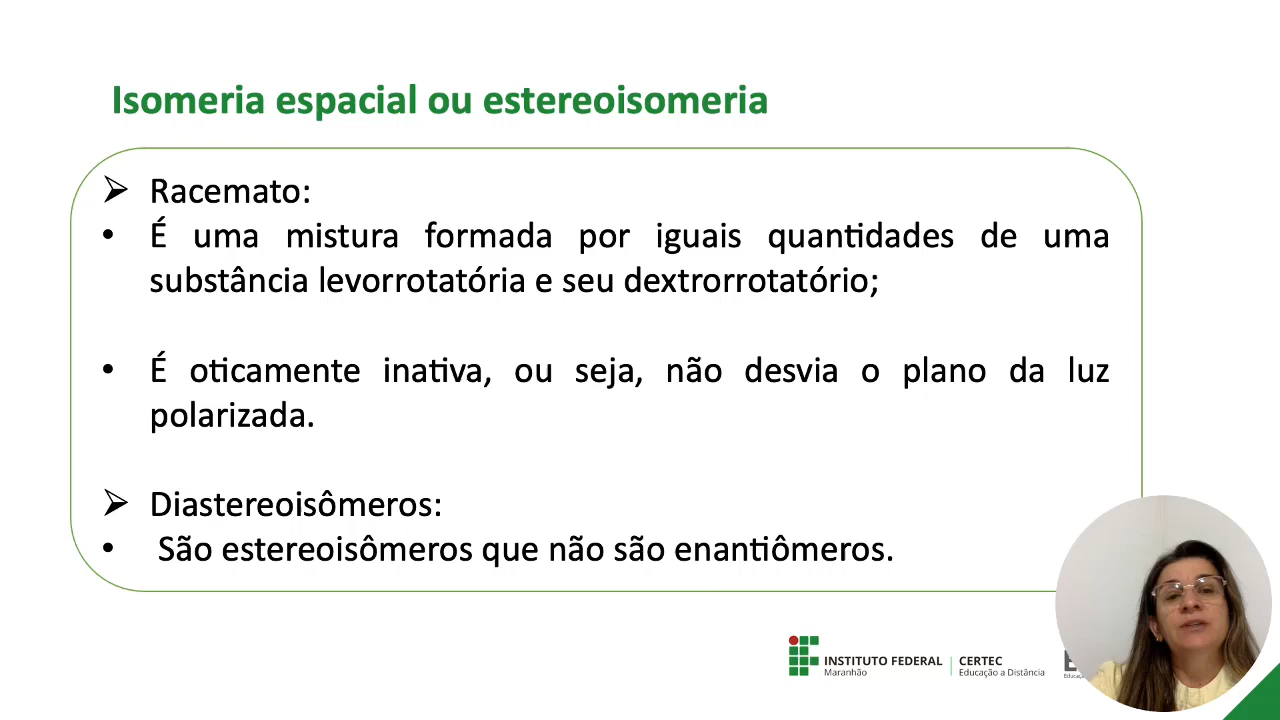 Isomeria espacial ou estereoisomeria
➢ Racemato:
• É uma mistura formada por iguais quantidades de uma
substância levorrotatória e seu dextrorrotatório;
• É oticamente inativa, ou seja, não desvia o plano da luz
polarizada.
➢ Diastereoisômeros:
• São estereoisômeros que não são enantiômeros.
INSTITUTO FEDERAL
Maranhão
CERTEC
Educação a Distância